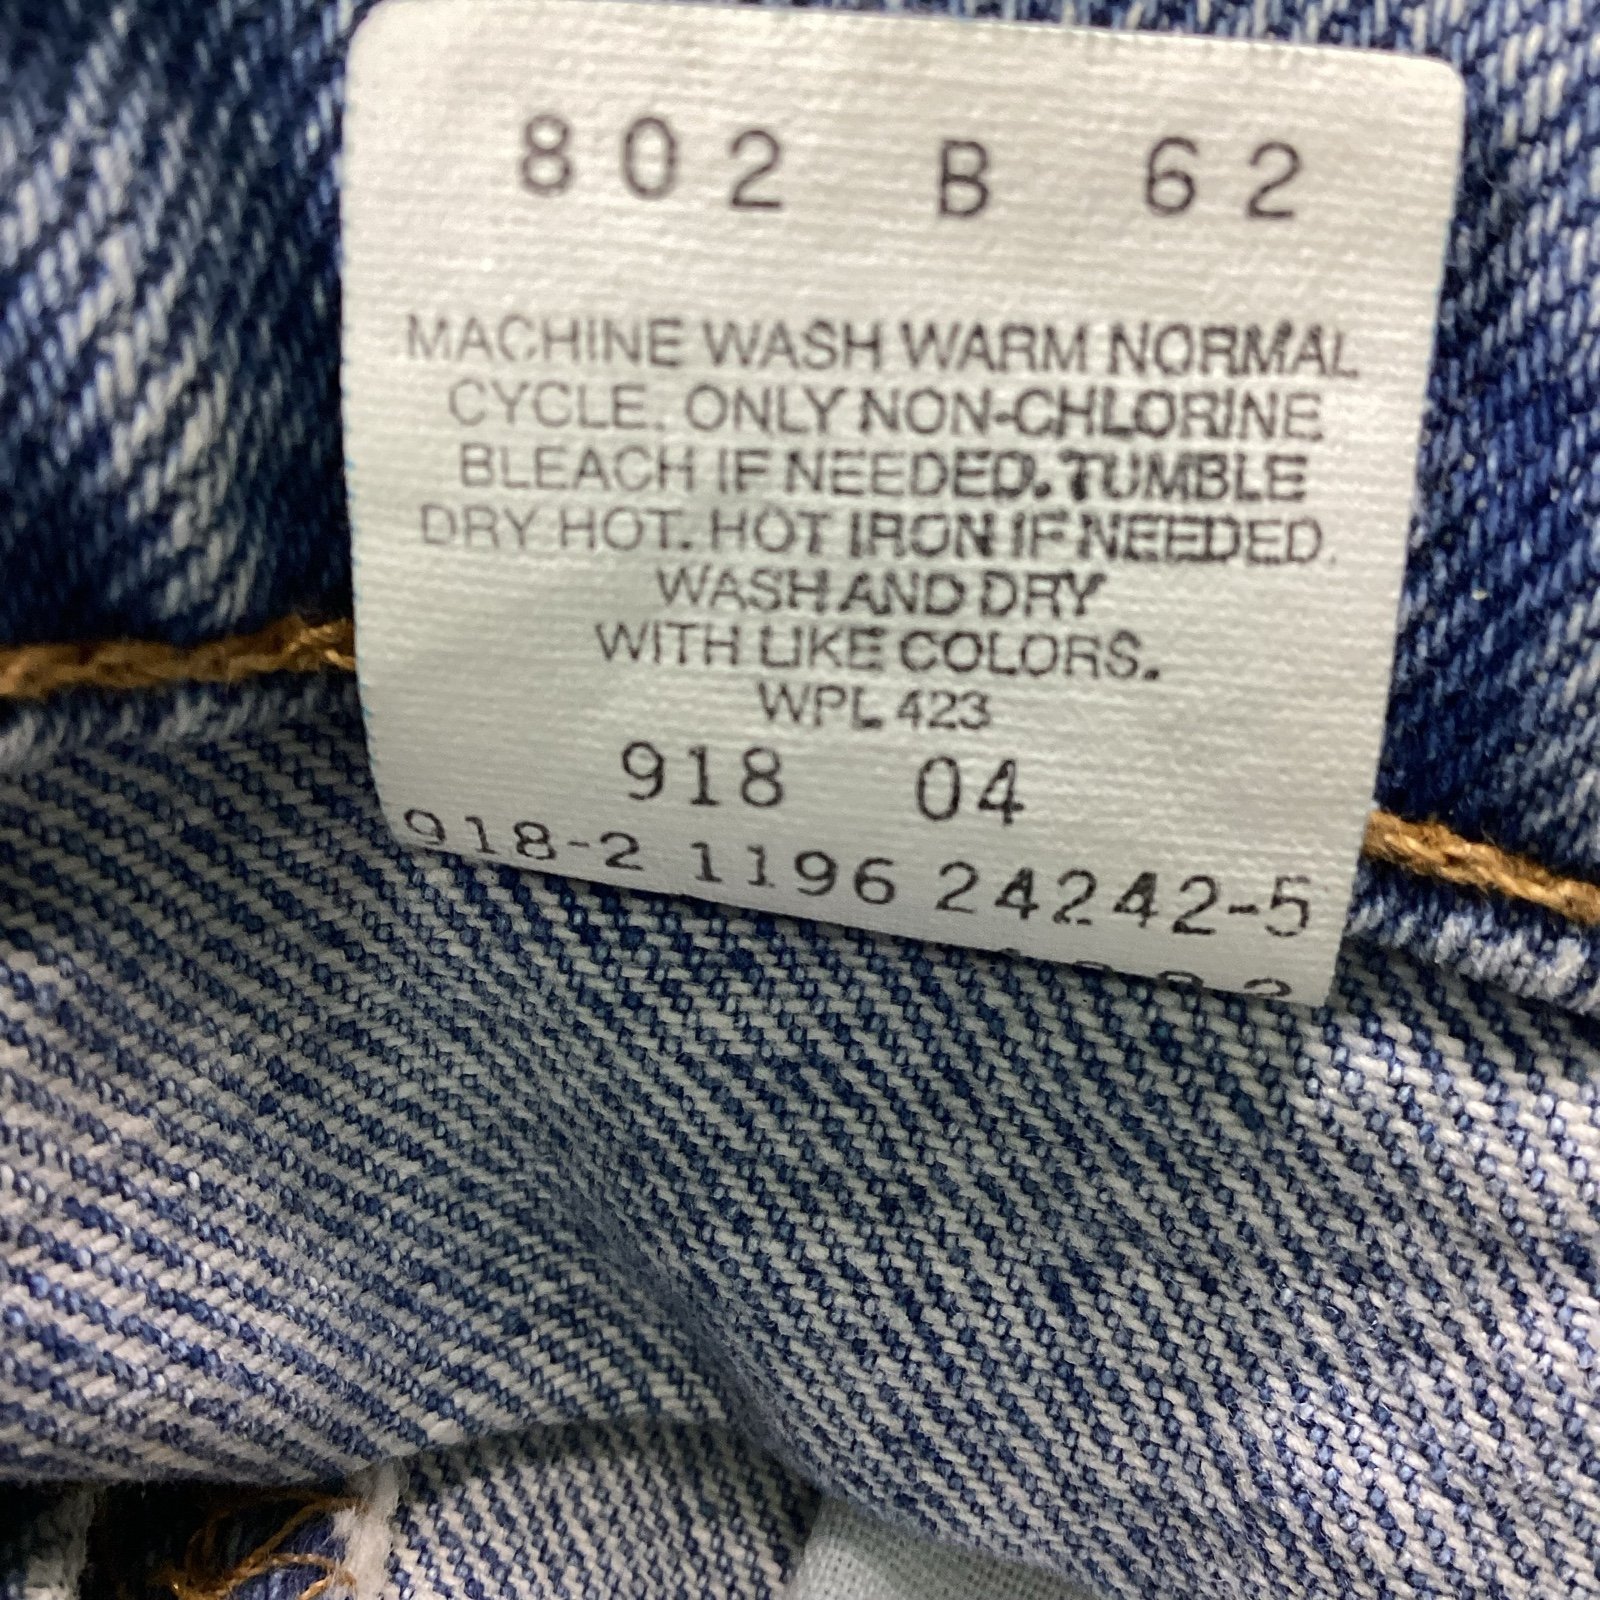 802 B 62
MACHINE WASH WARM NORMAL
CYCLE. ONLY NON-CHLORINE
BLEACH IF NEEDED. TUMBLE
DRY HOT. HOT IRON IF NEEDED.
WASH AND DRY
WITH LIKE COLORS.
WPL 423
918 04
918-2 1196 24242-5